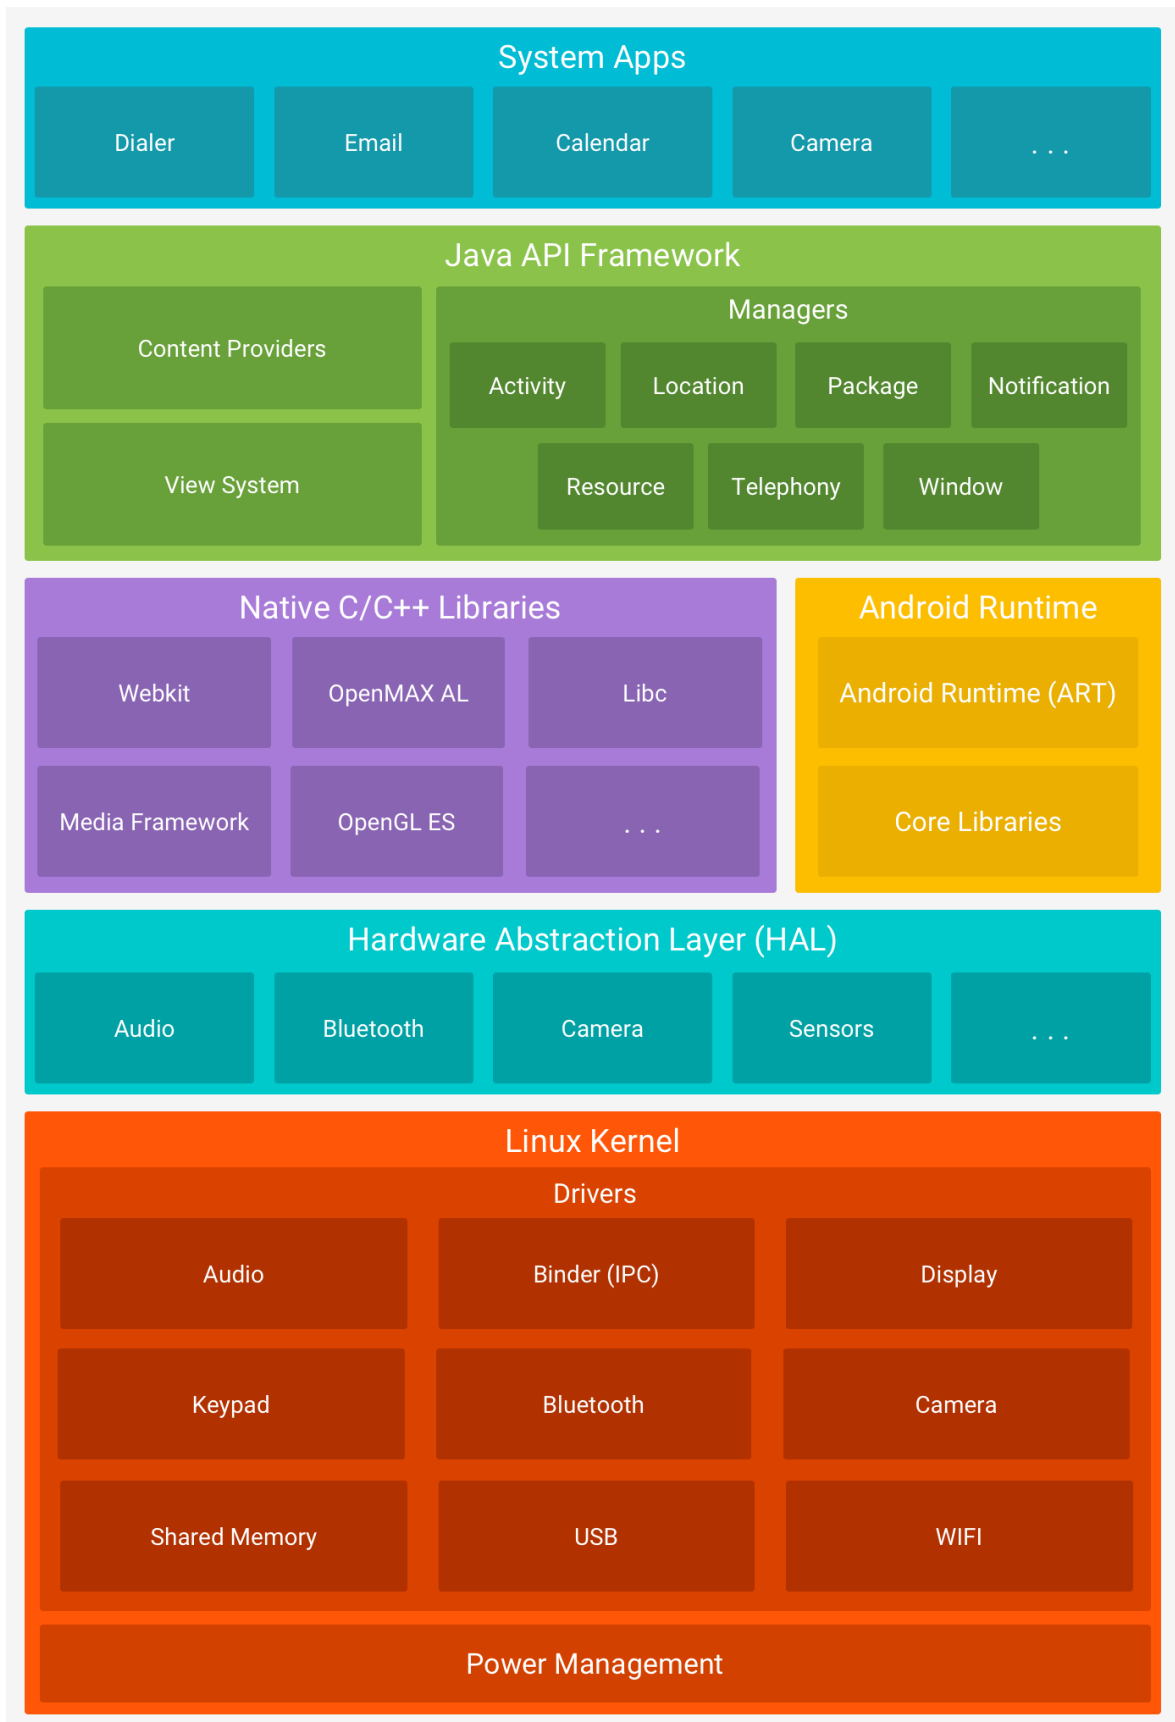 System Apps
Dialer
Email
Calendar
Camera
. . .
Java API Framework
Content Providers
View System
Managers
Activity
Location
Package
Notification
Resource
Telephony
Window
Native C/C++ Libraries
Webkit
OpenMAX AL
Libc
Media Framework
OpenGL ES
. . .
Android Runtime
Android Runtime (ART)
Core Libraries
Hardware Abstraction Layer (HAL)
Audio
Bluetooth
Camera
Sensors
. . .
Linux Kernel
Drivers
Audio
Binder (IPC)
Display
Keypad
Bluetooth
Camera
Shared Memory
USB
WIFI
Power Management